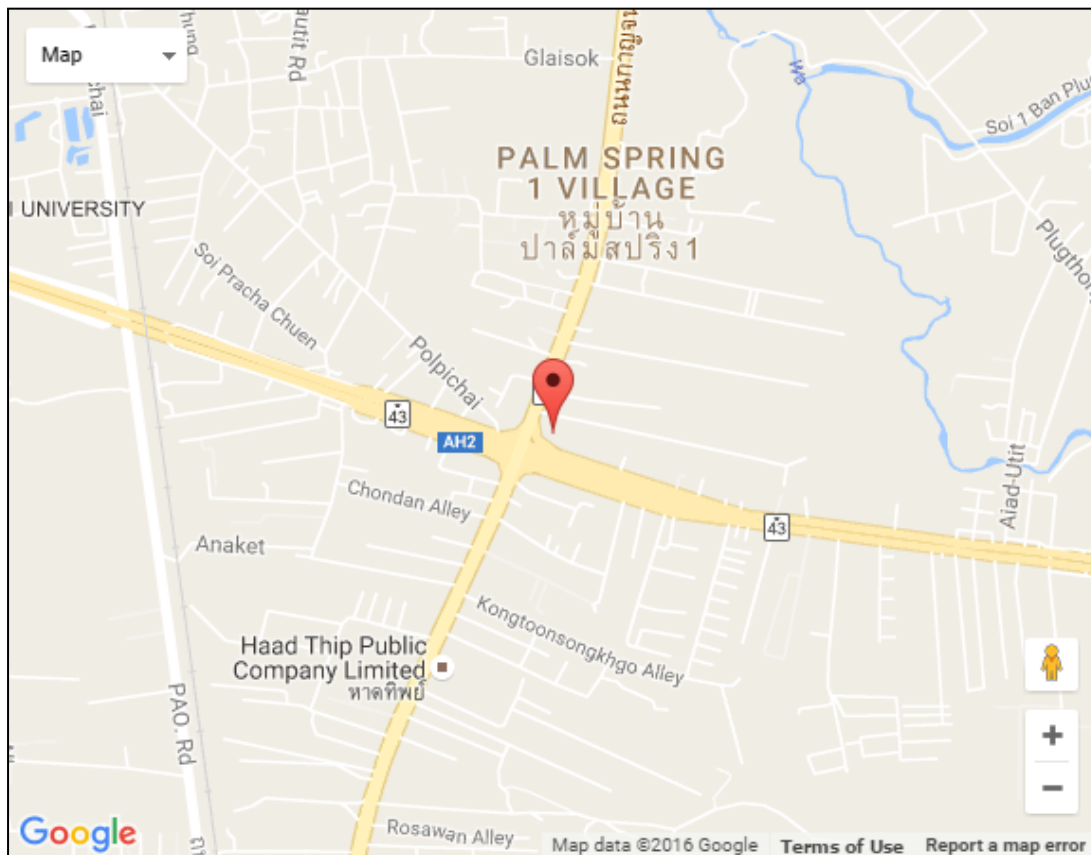 Map
Glaisok
Soi 1 Ban Plu
PALM SPRING
1 VILLAGE
หมู่บ้าน
ปาล์มสปริง1
I UNIVERSITY
Soi Pracha Chuen
Polpichai
Plugthon
43
AH2
43
Chondan Alley
Anaket
Aiad-Utit
Kongtoonsongkhgo Alley
Haad Thip Public
Company Limited
หาดทิพย์
PAO. Rd
Rosawan Alley
Google
Map data ©2016 Google
Terms of Use
Report a map error